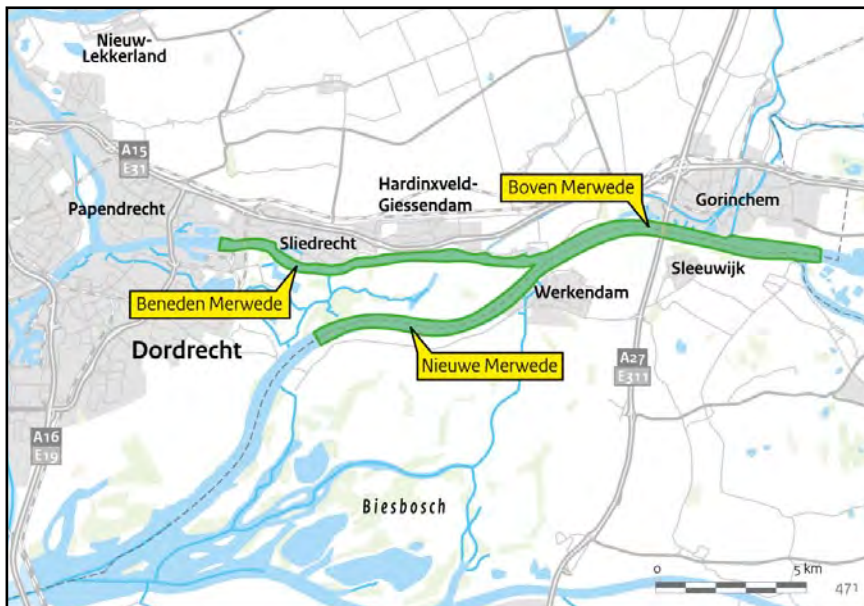 Nieuw-
Lekkerland
A15
E31
Papendrecht
Hardinxveld-
Giessendam
Boven Merwede
Gorinchem
Sliedrecht
Sleeuwijk
Beneden Merwede
Werkendam
Dordrecht
Nieuwe Merwede
A27
E311
A16
E19
Biesbosch
0 5 km
471